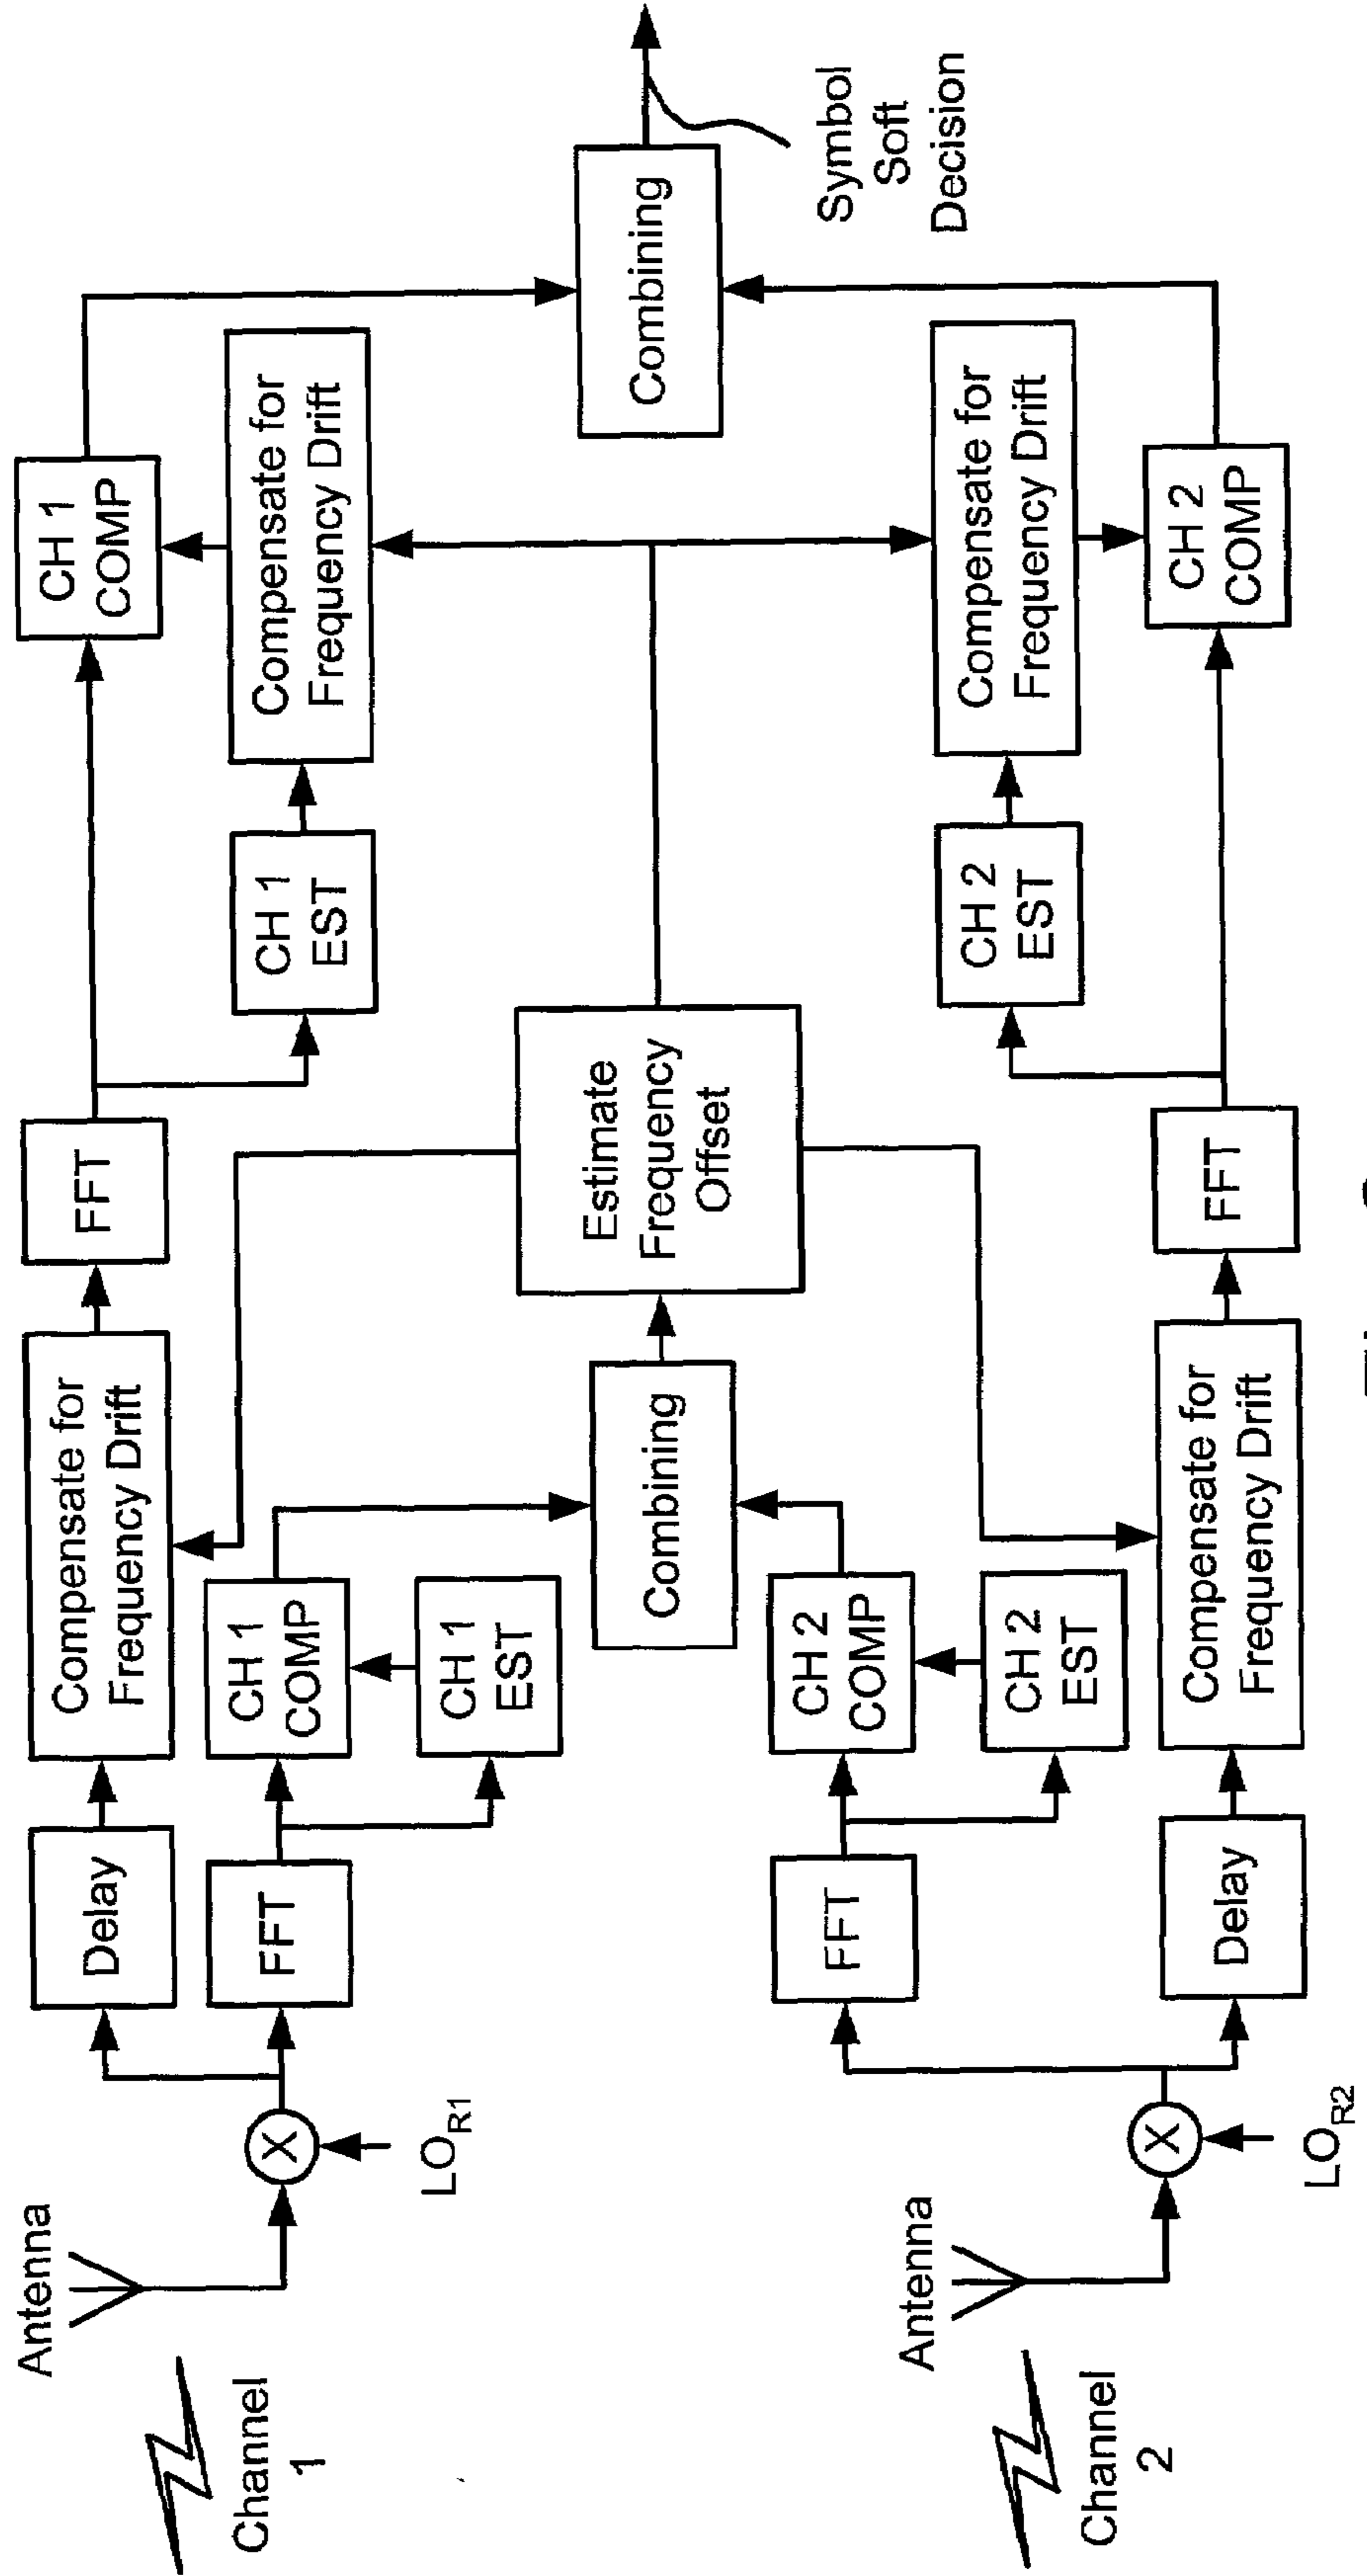 Channel
1
Antenna
LOR1
X
Delay
FFT
Compensate for
Frequency Drift
CH 1
COMP
CH 1
EST
FFT
CH 1
EST
Compensate for
Frequency Drift
CH 1
COMP
Combining
Estimate
Frequency
Offset
Combining
Symbol
Soft
Decision
Channel
2
Antenna
LOR2
X
FFT
Delay
CH 2
COMP
CH 2
EST
Compensate for
Frequency Drift
FFT
CH 2
EST
Compensate for
Frequency Drift
CH 2
COMP